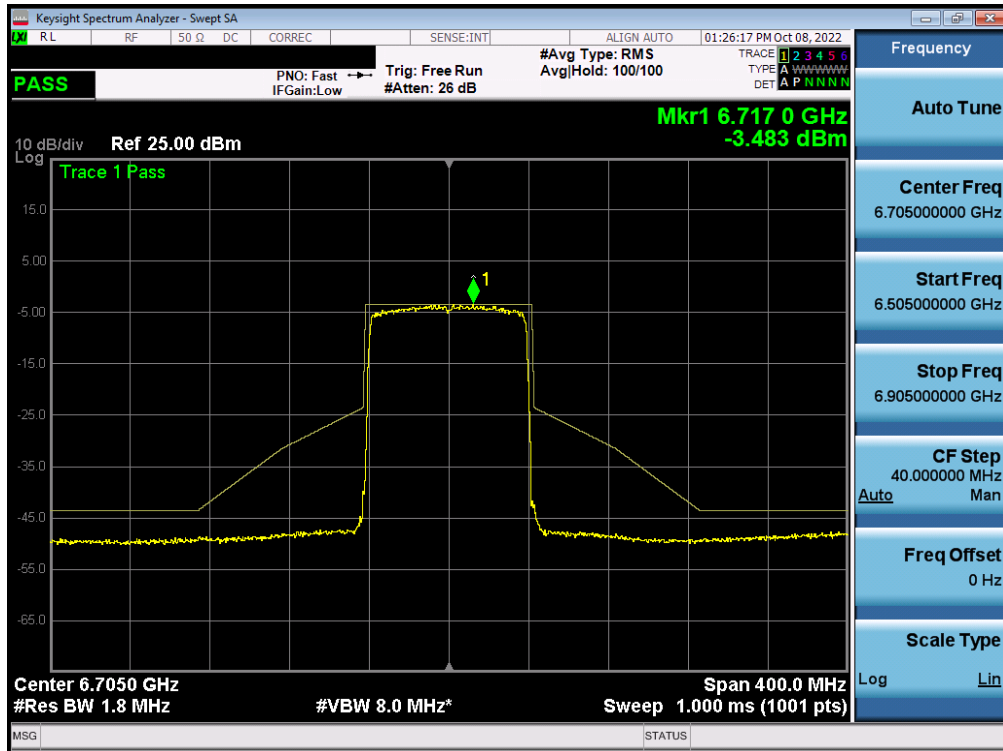 Keysight Spectrum Analyzer - Swept SA
LXI RL RF 50 Ω DC CORREC SENSE:INT ALIGN AUTO 01:26:17 PM Oct 08, 2022
PASS
PNO: Fast
IFGain:Low
Trig: Free Run
#Atten: 26 dB
#Avg Type: RMS
Avg|Hold: 100/100
TRACE 1 2 3 4 5 6
TYPE A WWWWW
DET A P N N N N
Mkr1 6.717 0 GHz
-3.483 dBm
10 dB/div Ref 25.00 dBm
Log
Trace 1 Pass
1
15.0
5.00
-5.00
-15.0
-25.0
-35.0
-45.0
-55.0
-65.0
Center 6.7050 GHz Span 400.0 MHz
#Res BW 1.8 MHz #VBW 8.0 MHz* Sweep 1.000 ms (1001 pts)
MSG STATUS
Frequency
Auto Tune
Center Freq
6.705000000 GHz
Start Freq
6.505000000 GHz
Stop Freq
6.905000000 GHz
CF Step
40.000000 MHz
Auto Man
Freq Offset
0 Hz
Scale Type
Log Lin